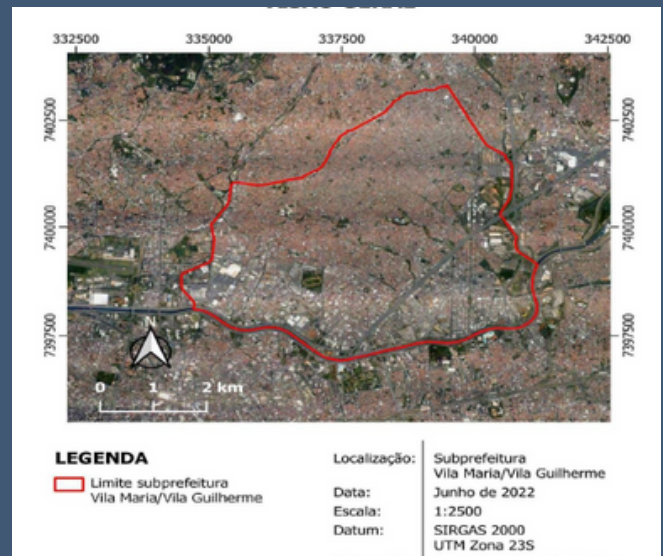 332500 335000 337500 340000 342500
7402500 7402500
7400000 7400000
7397500 7397500
N
0 1 2 km
LEGENDA
Limite subprefeitura
Vila Maria/Vila Guilherme
Localização: Subprefeitura
Vila Maria/Vila Guilherme
Data: Junho de 2022
Escala: 1:2500
Datum: SIRGAS 2000
UTM Zona 23S